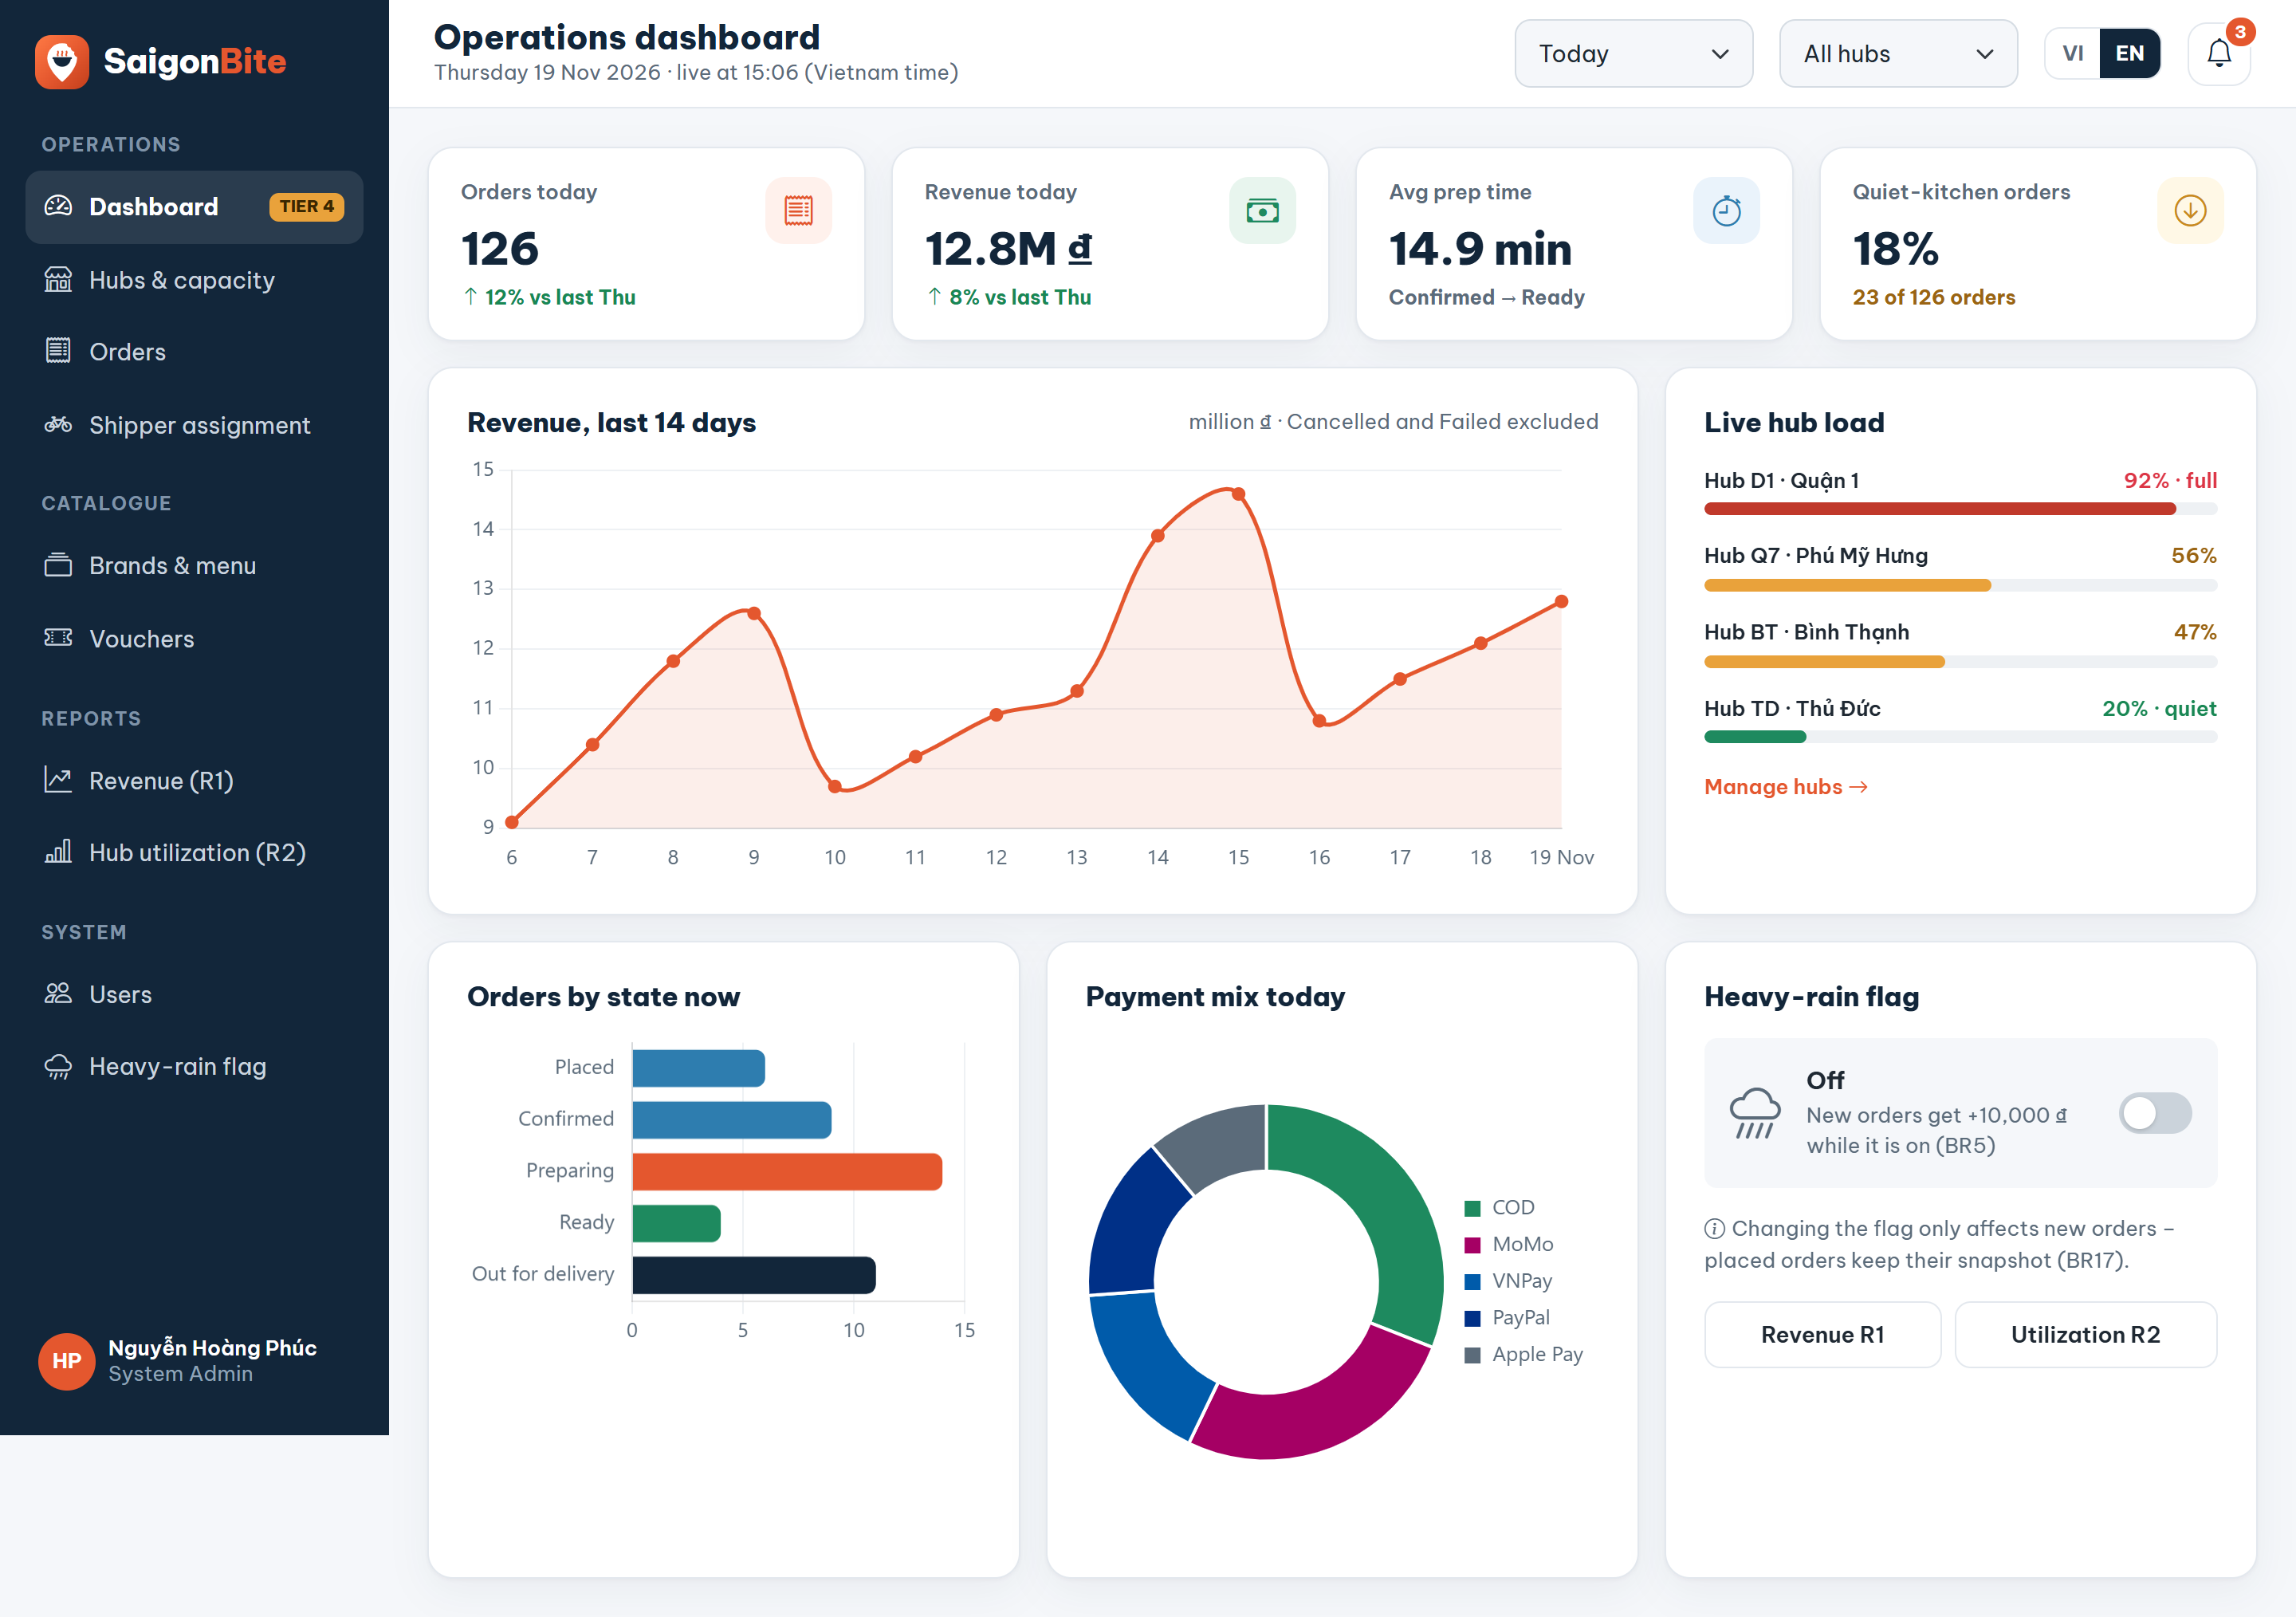 SaigonBite
OPERATIONS
Dashboard TIER 4
Hubs & capacity
Orders
Shipper assignment
CATALOGUE
Brands & menu
Vouchers
REPORTS
Revenue (R1)
Hub utilization (R2)
SYSTEM
Users
Heavy-rain flag
HP
Nguyễn Hoàng Phúc
System Admin
Operations dashboard
Thursday 19 Nov 2026 · live at 15:06 (Vietnam time)
Today
All hubs
VI EN
3
Orders today
126
↑ 12% vs last Thu
Revenue today
12.8M ₫
↑ 8% vs last Thu
Avg prep time
14.9 min
Confirmed → Ready
Quiet-kitchen orders
18%
23 of 126 orders
Revenue, last 14 days
million ₫ · Cancelled and Failed excluded
15
14
13
12
11
10
9
6 7 8 9 10 11 12 13 14 15 16 17 18 19 Nov
Live hub load
Hub D1 · Quận 1 92% · full
Hub Q7 · Phú Mỹ Hưng 56%
Hub BT · Bình Thạnh 47%
Hub TD · Thủ Đức 20% · quiet
Manage hubs →
Orders by state now
Placed
Confirmed
Preparing
Ready
Out for delivery
0 5 10 15
Payment mix today
COD
MoMo
VNPay
PayPal
Apple Pay
Heavy-rain flag
Off
New orders get +10,000 ₫
while it is on (BR5)
Changing the flag only affects new orders –
placed orders keep their snapshot (BR17).
Revenue R1
Utilization R2